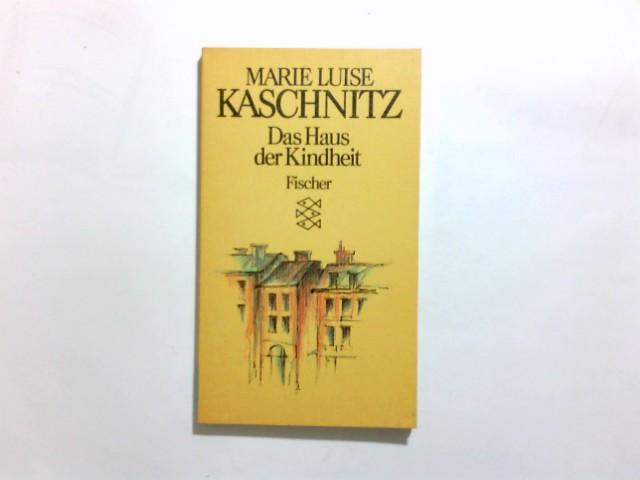 MARIE LUISE
KASCHNITZ
Das Haus
der Kindheit
Fischer